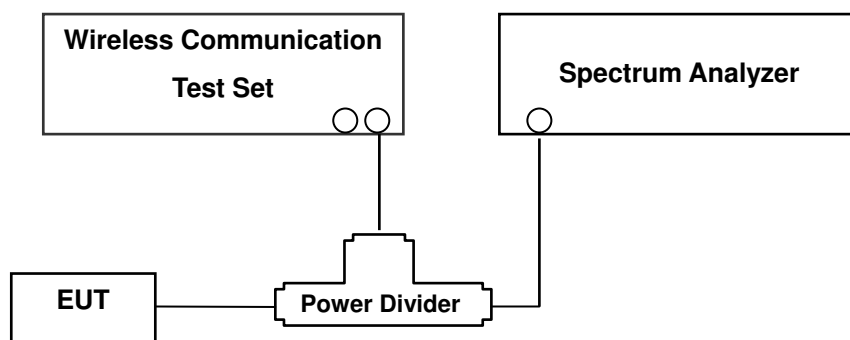 Wireless Communication
Test Set
Spectrum Analyzer
EUT
Power Divider